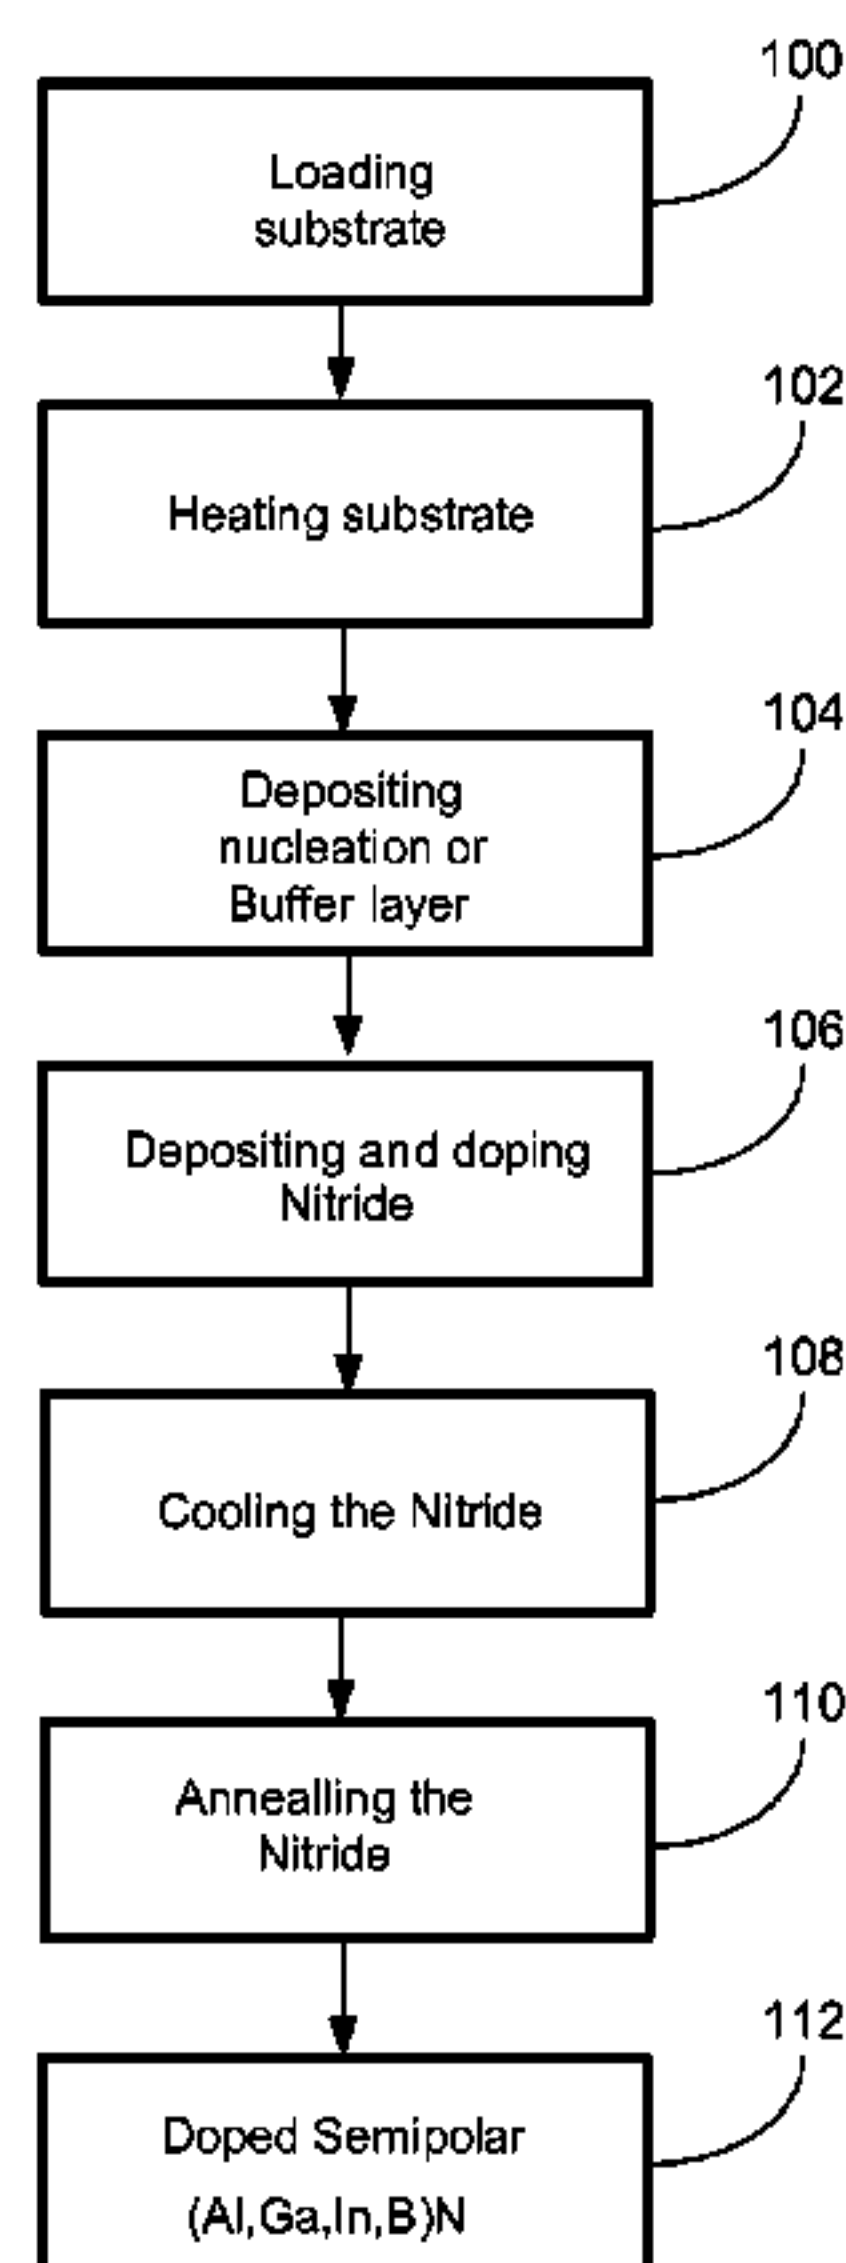 100
Loading
substrate
102
Heating substrate
104
Depositing
nucleation or
Buffer layer
106
Depositing and doping
Nitride
108
Cooling the Nitride
110
Annealling the
Nitride
112
Doped Semipolar
(Al,Ga,In,B)N